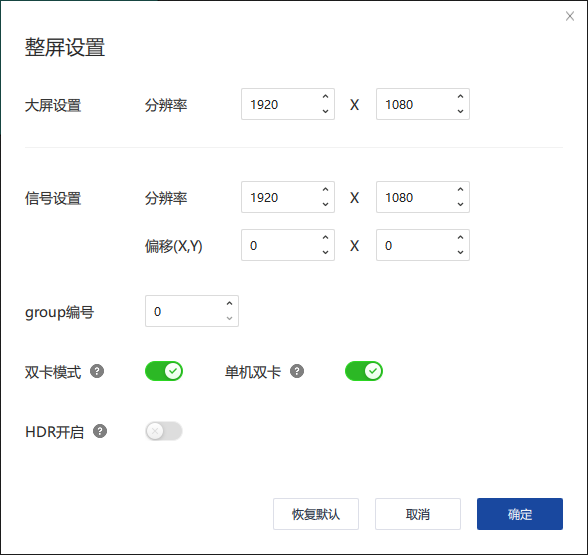 整屏设置
大屏设置 分辨率 1920 X 1080
信号设置 分辨率 1920 X 1080
偏移(X,Y) 0 X 0
group编号 0
双卡模式 ? 单机双卡 ?
HDR开启 ?
恢复默认 取消 确定